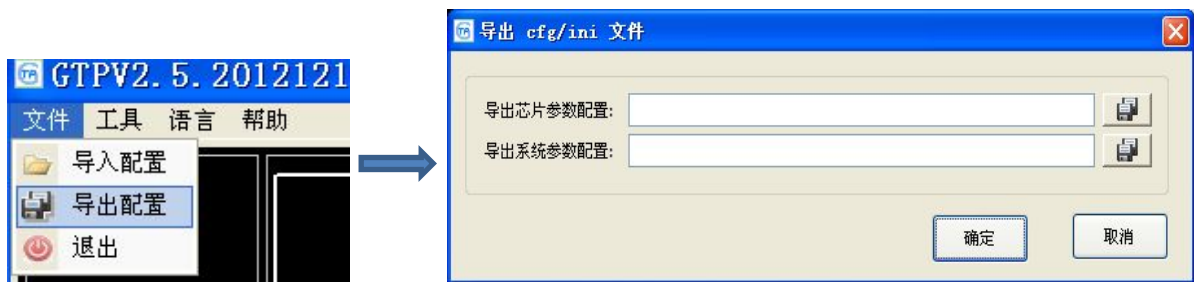 GTPV2.5.2012121
文件 工具 语言 帮助
导入配置
导出配置
退出
导出 cfg/ini 文件
导出芯片参数配置:
导出系统参数配置:
确定 取消